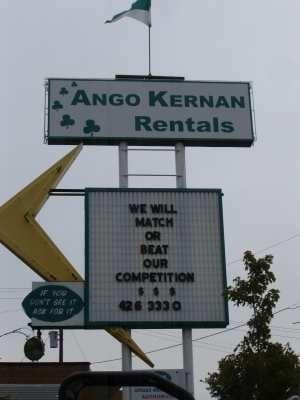 ANGO KERNAN
Rentals
WE WILL
MATCH
OR
BEAT
OUR
COMPETITION
$ $ $
426 3330
IF YOU
DON'T SEE IT
ASK FOR IT